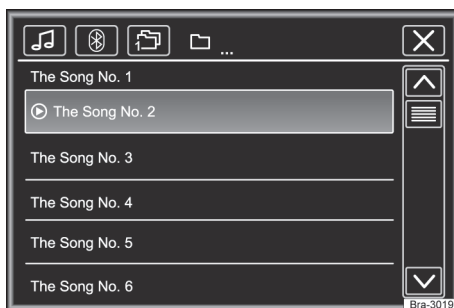 ...
The Song No. 1
The Song No. 2
The Song No. 3
The Song No. 4
The Song No. 5
The Song No. 6
Bra-3019